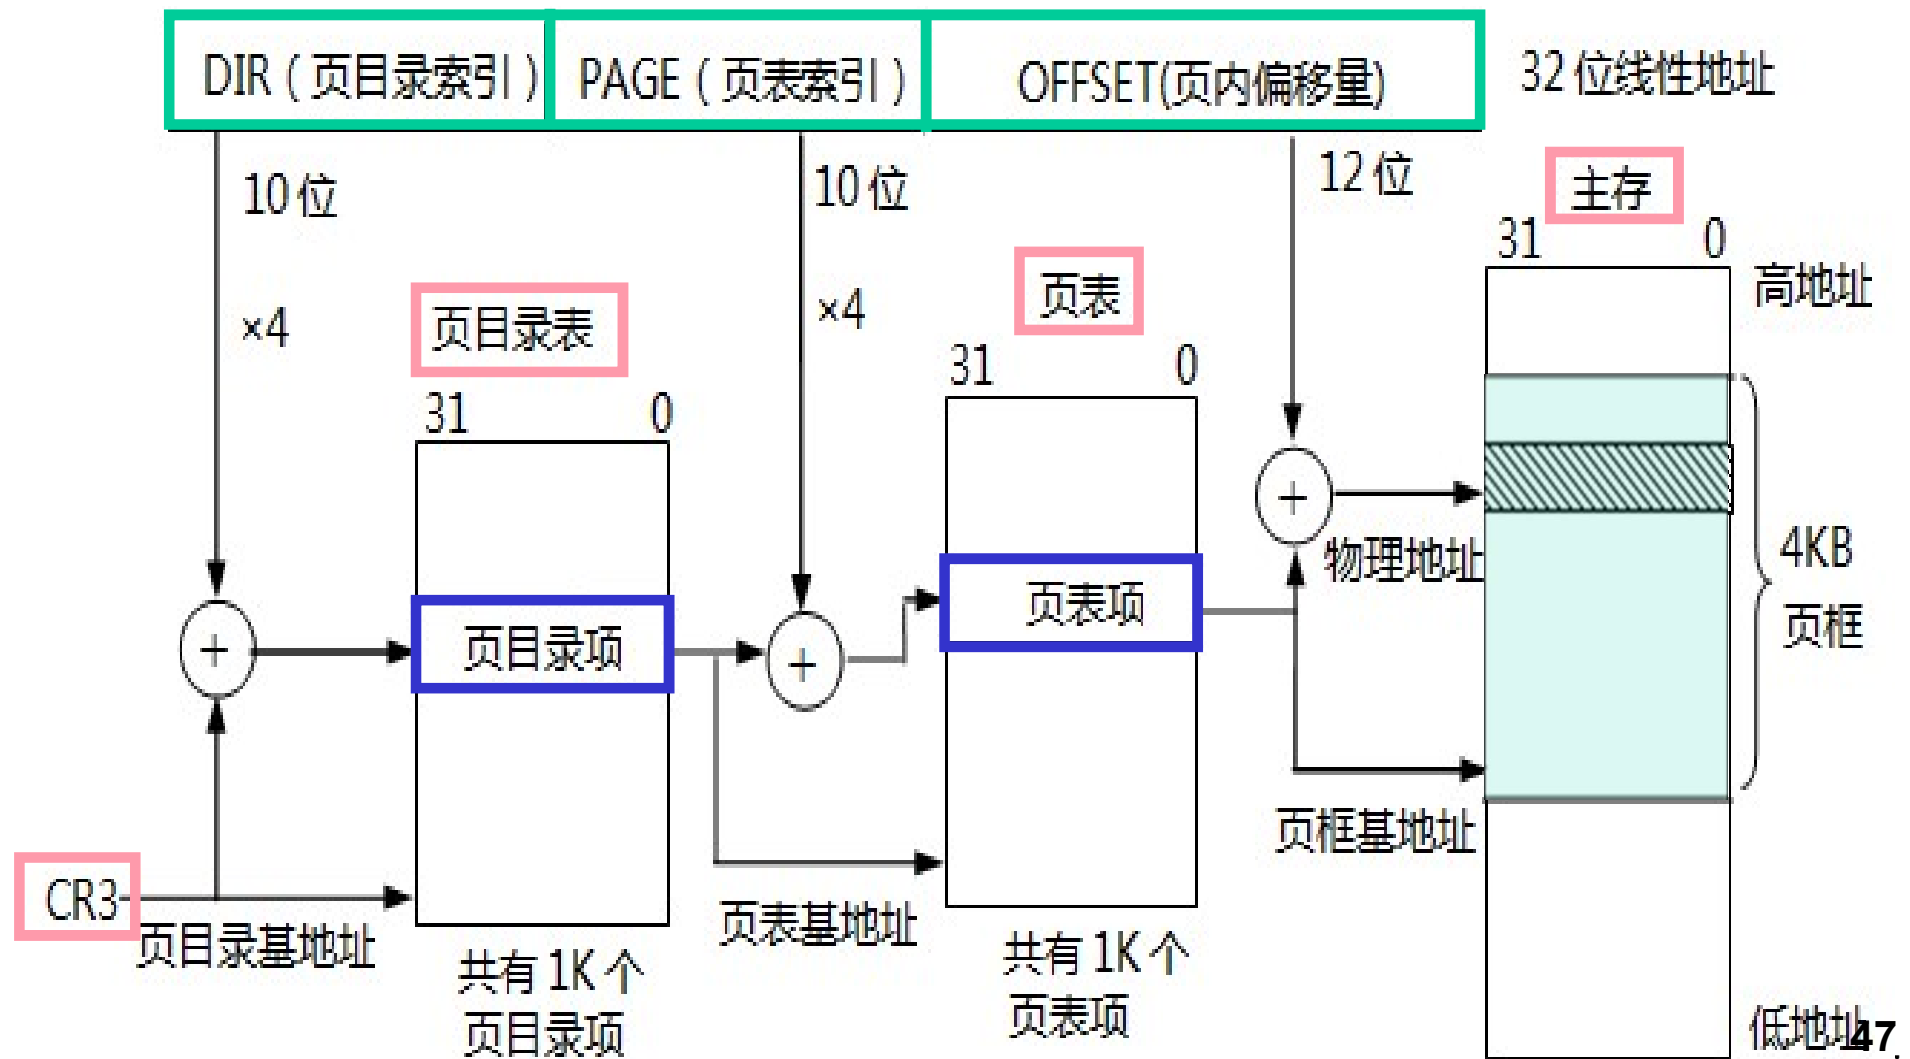 DIR（页目录索引）
PAGE（页表索引）
OFFSET(页内偏移量)
32位线性地址
10位
10位
12位
主存
31
0
高地址
×4
×4
页目录表
页表
31
0
31
0
+
物理地址
4KB
页框
页表项
+
页目录项
+
页框基地址
CR3
页目录基地址
页表基地址
共有1K个
页目录项
共有1K个
页表项
低地址
47